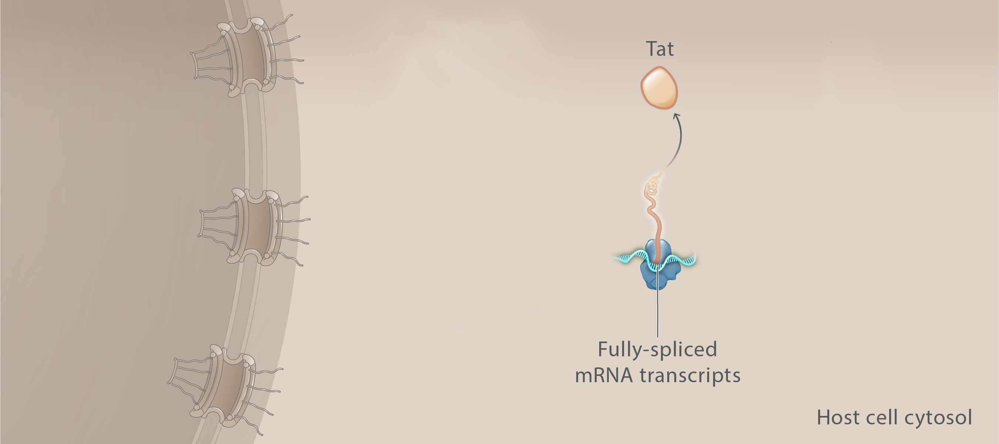 Tat
Fully-spliced
mRNA transcripts
Host cell cytosol